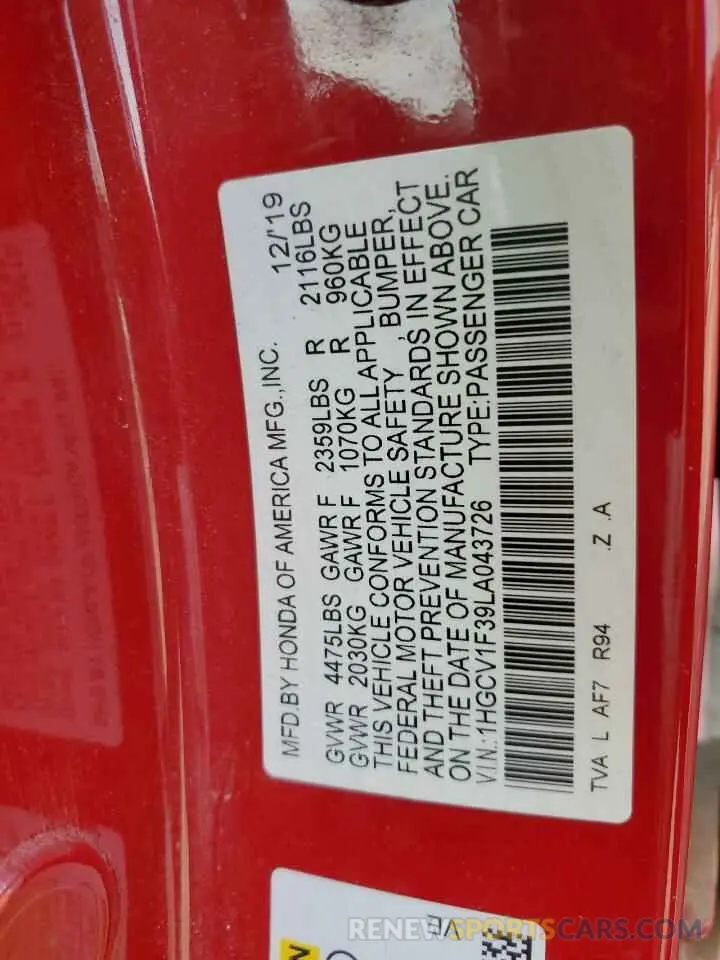 MFD.BY HONDA OF AMERICA MFG.,INC. 12/'19
GVWR 4475LBS GAWR F 2359LBS R 2116LBS
GVWR 2030KG GAWR F 1070KG R 960KG
THIS VEHICLE CONFORMS TO ALL APPLICABLE
FEDERAL MOTOR VEHICLE SAFETY , BUMPER,
AND THEFT PREVENTION STANDARDS IN EFFECT
ON THE DATE OF MANUFACTURE SHOWN ABOVE.
V.I.N.:1HGCV1F39LA043726 TYPE:PASSENGER CAR
TVA L AF7 R94 .Z .A
RENEWSPORTSCARS.COM